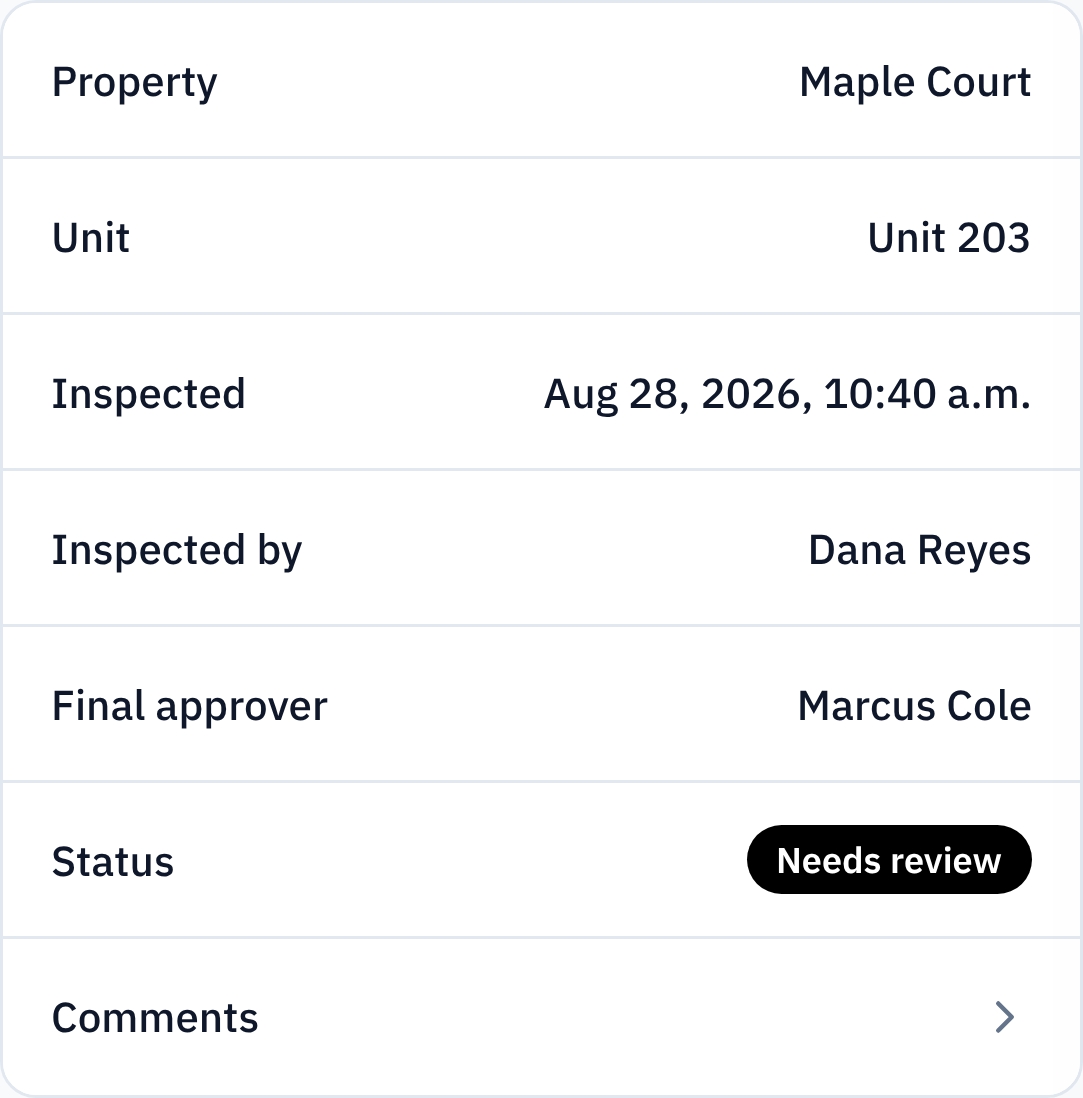 Property Maple Court
Unit Unit 203
Inspected Aug 28, 2026, 10:40 a.m.
Inspected by Dana Reyes
Final approver Marcus Cole
Status Needs review
Comments